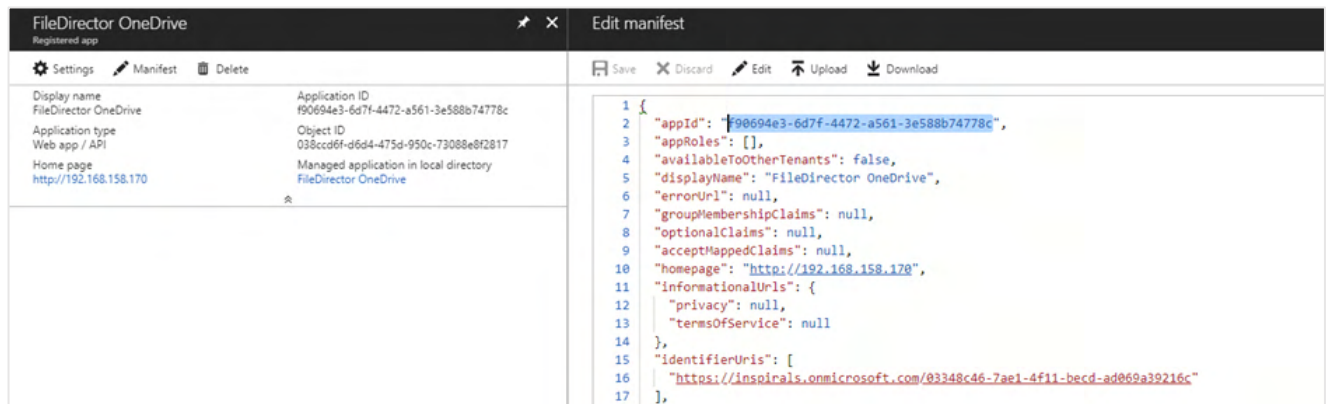 FileDirector OneDrive
Registered app
Settings Manifest Delete
Display name
FileDirector OneDrive
Application type
Web app / API
Home page
http://192.168.158.170
Application ID
f90694e3-6d7f-4472-a561-3e588b74778c
Object ID
038ccd6f-d6d4-475d-950c-73088e8f2817
Managed application in local directory
FileDirector OneDrive
Edit manifest
Save Discard Edit Upload Download
1 {
2 "appId": "f90694e3-6d7f-4472-a561-3e588b74778c",
3 "appRoles": [],
4 "availableToOtherTenants": false,
5 "displayName": "FileDirector OneDrive",
6 "errorUrl": null,
7 "groupMembershipClaims": null,
8 "optionalClaims": null,
9 "acceptMappedClaims": null,
10 "homepage": "http://192.168.158.170",
11 "informationalUrls": {
12 "privacy": null,
13 "termsOfService": null
14 },
15 "identifierUris": [
16 "https://inspirals.onmicrosoft.com/03348c46-7ae1-4f11-becd-ad069a39216c"
17 ],